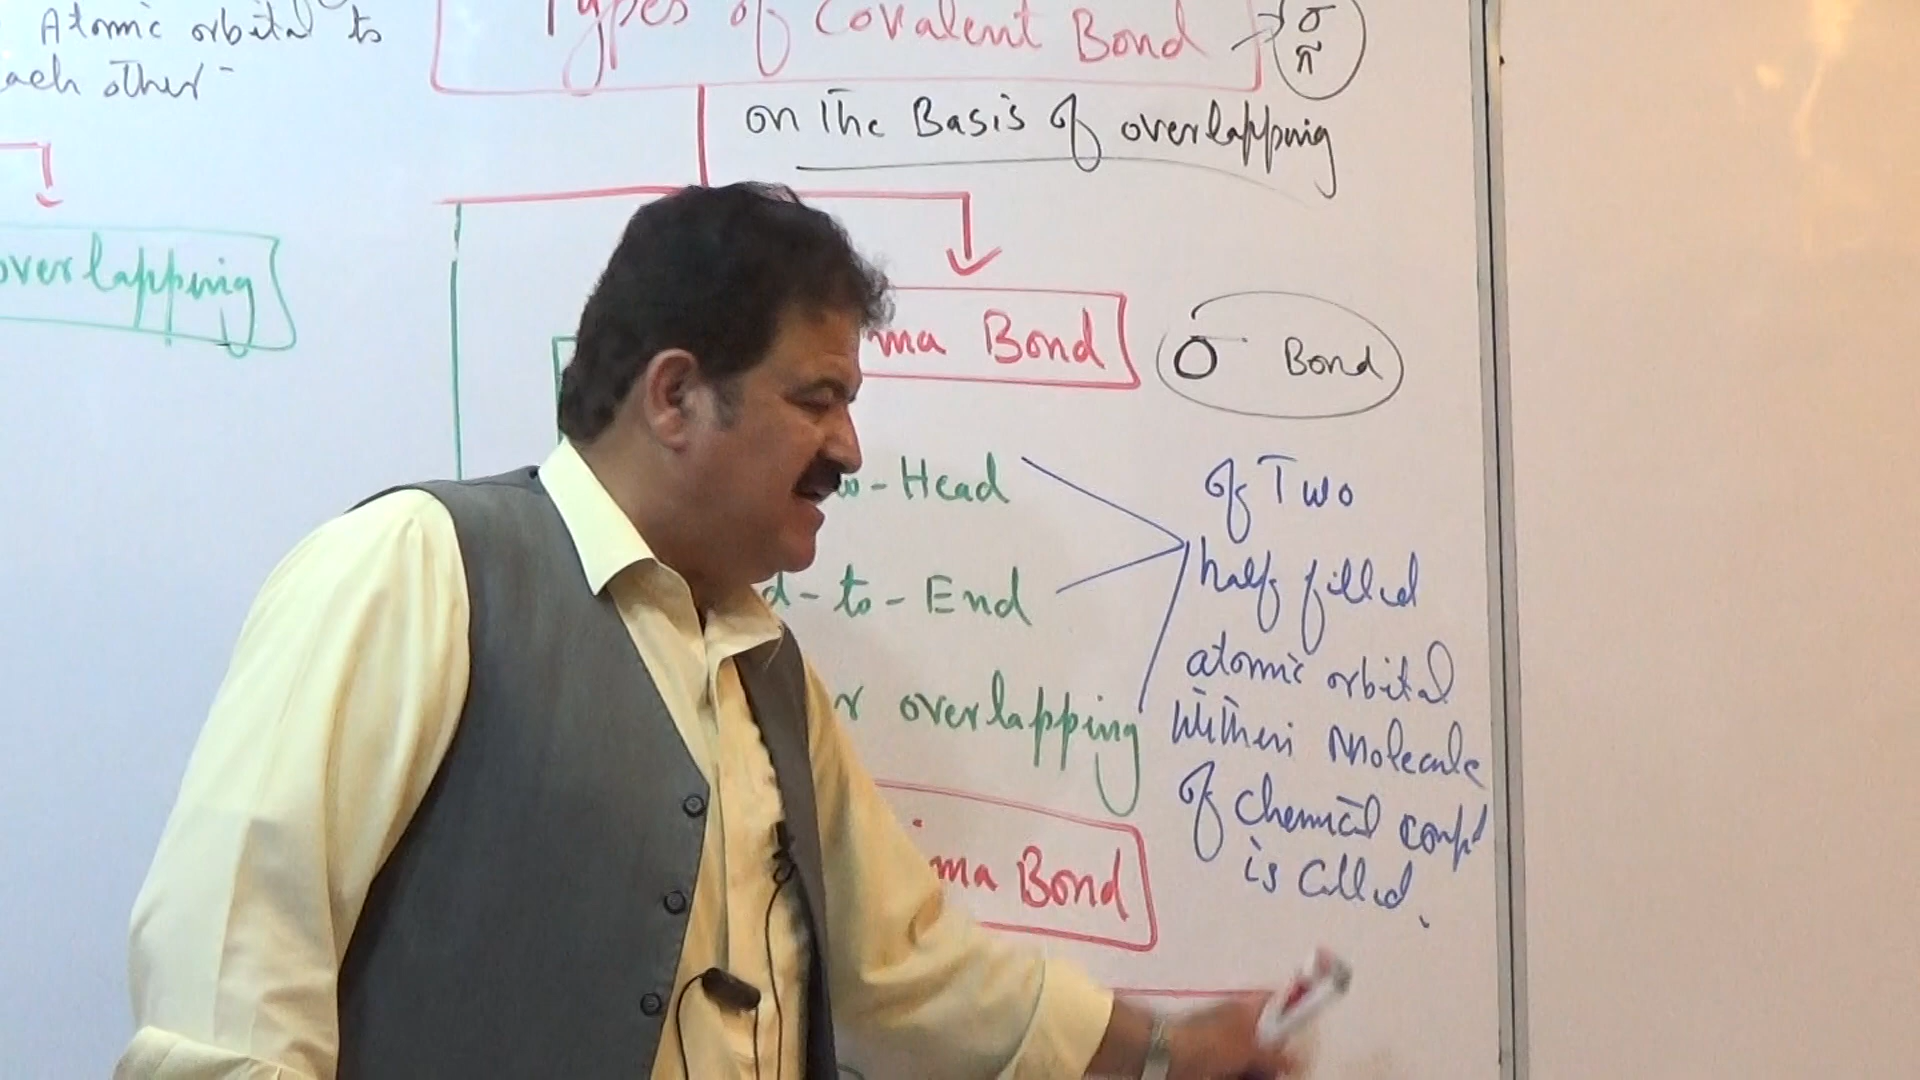 Atomic orbital to
each other
overlapping
Types of Covalent Bond
σ
π
on The Basis of overlapping
ma Bond
σ Bond
-Head
d-to-End
r overlapping
of Two
half filled
atomic orbital
Within Molecule
of Chemical Compd
is Called.
ma Bond